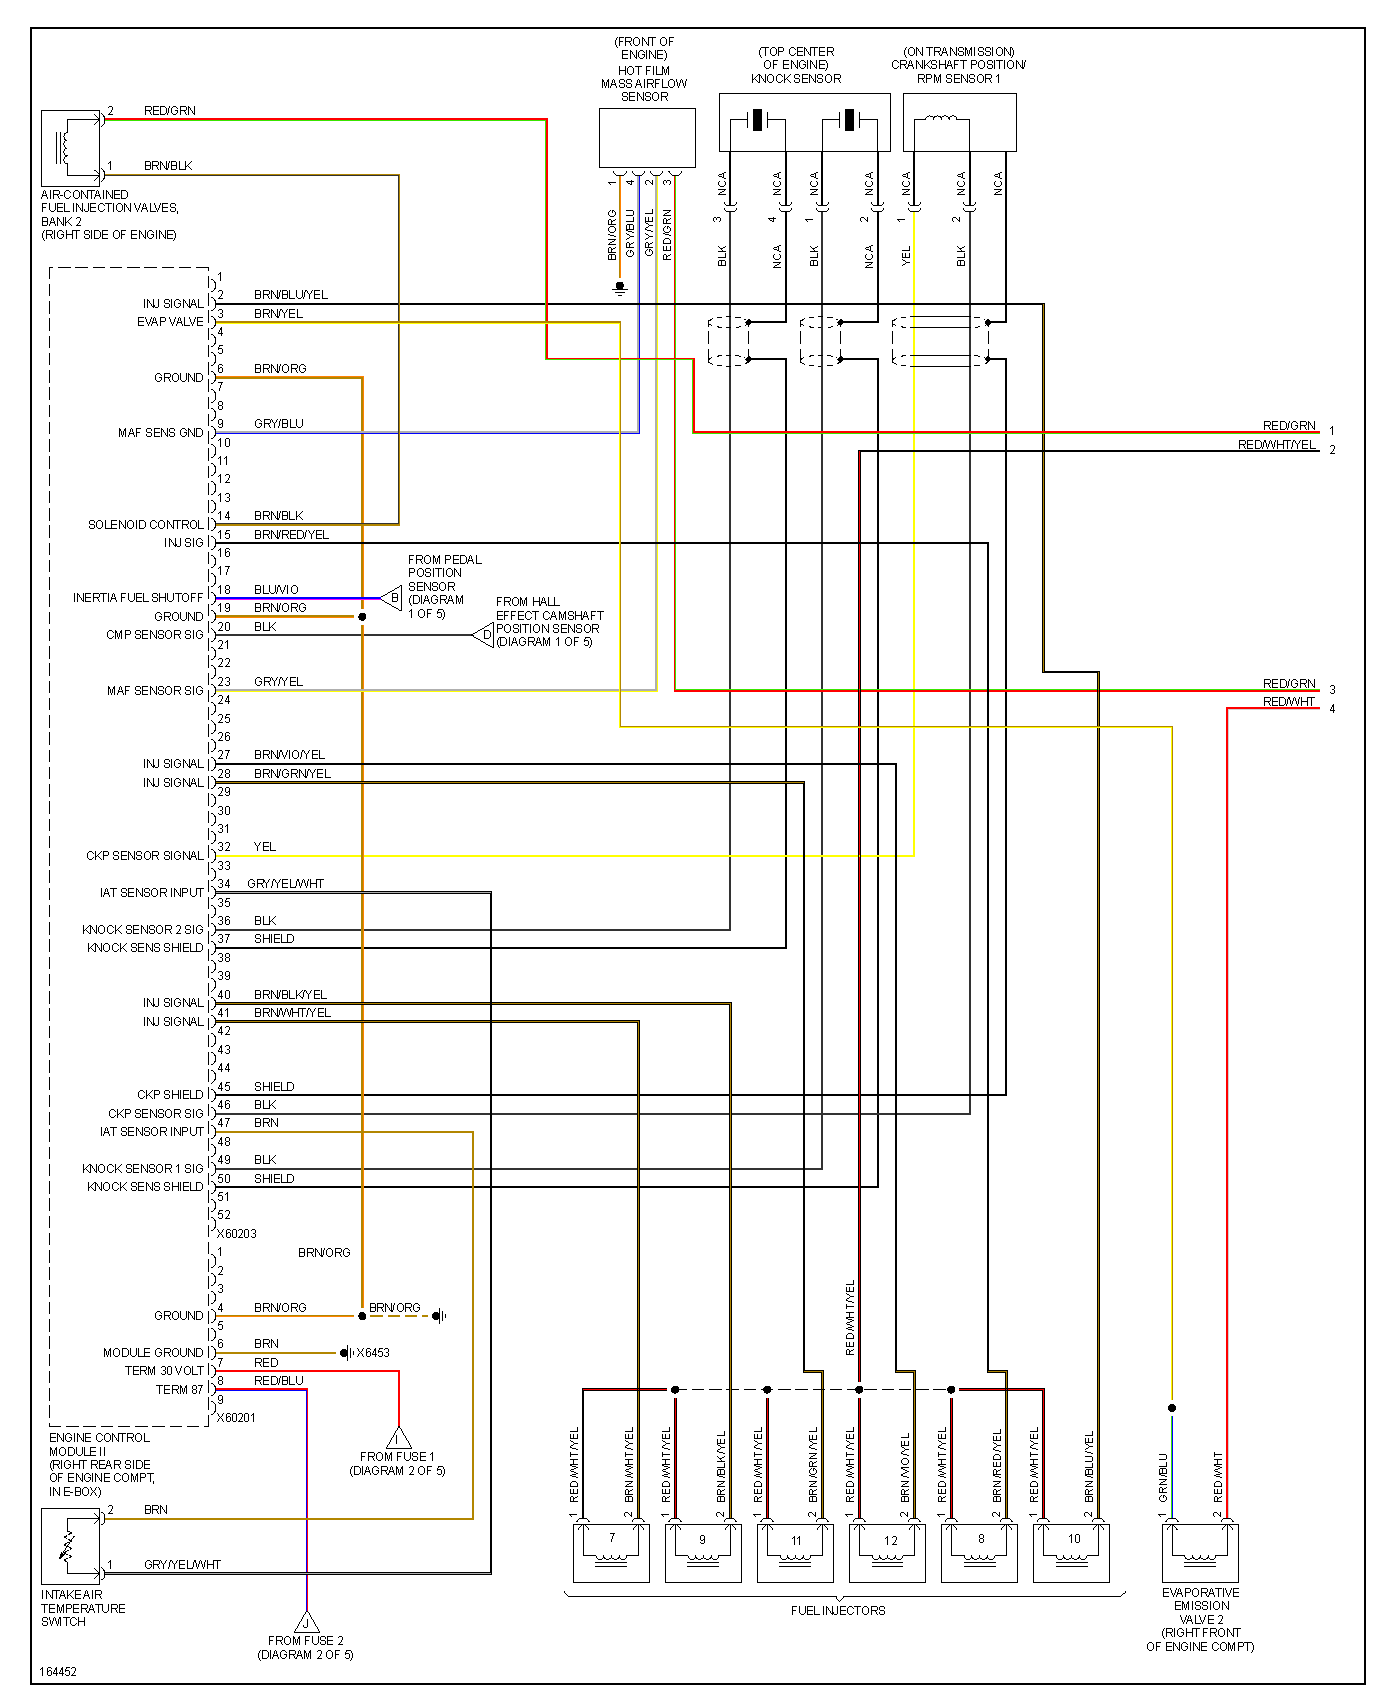 (FRONT OF
ENGINE)
HOT FILM
MASS AIRFLOW
SENSOR
(TOP CENTER
OF ENGINE)
KNOCK SENSOR
(ON TRANSMISSION)
CRANKSHAFT POSITION/
RPM SENSOR 1
2 RED/GRN
1 BRN/BLK
AIR-CONTAINED
FUEL INJECTION VALVES,
BANK 2
(RIGHT SIDE OF ENGINE)
1 4 2 3
BRN/ORG
GRY/BLU
GRY/YEL
RED/GRN
NCA NCA NCA NCA NCA NCA NCA
3 4 1 2 1 2
BLK NCA BLK NCA YEL BLK
1
INJ SIGNAL 2 BRN/BLU/YEL
EVAP VALVE 3 BRN/YEL
4
5
GROUND 6 BRN/ORG
7
8
MAF SENS GND 9 GRY/BLU
10
11
12
13
SOLENOID CONTROL 14 BRN/BLK
INJ SIG 15 BRN/RED/YEL
16
17
INERTIA FUEL SHUTOFF 18 BLU/VIO
GROUND 19 BRN/ORG
CMP SENSOR SIG 20 BLK
21
22
MAF SENSOR SIG 23 GRY/YEL
24
25
26
INJ SIGNAL 27 BRN/VIO/YEL
INJ SIGNAL 28 BRN/GRN/YEL
29
30
31
CKP SENSOR SIGNAL 32 YEL
33
IAT SENSOR INPUT 34 GRY/YEL/WHT
35
KNOCK SENSOR 2 SIG 36 BLK
KNOCK SENS SHIELD 37 SHIELD
38
39
INJ SIGNAL 40 BRN/BLK/YEL
INJ SIGNAL 41 BRN/WHT/YEL
42
43
44
CKP SHIELD 45 SHIELD
CKP SENSOR SIG 46 BLK
IAT SENSOR INPUT 47 BRN
48
KNOCK SENSOR 1 SIG 49 BLK
KNOCK SENS SHIELD 50 SHIELD
51
52
X60203
1
2
3
GROUND 4 BRN/ORG
5
MODULE GROUND 6 BRN
TERM 30 VOLT 7 RED
TERM 87 8 RED/BLU
9
X60201
BRN/ORG
BRN/ORG
X6453
B
FROM PEDAL
POSITION
SENSOR
(DIAGRAM
1 OF 5)
D
FROM HALL
EFFECT CAMSHAFT
POSITION SENSOR
(DIAGRAM 1 OF 5)
RED/GRN 1
RED/WHT/YEL 2
RED/GRN 3
RED/WHT 4
ENGINE CONTROL
MODULE II
(RIGHT REAR SIDE
OF ENGINE COMPT,
IN E-BOX)
I
FROM FUSE 1
(DIAGRAM 2 OF 5)
2 BRN
1 GRY/YEL/WHT
INTAKE AIR
TEMPERATURE
SWITCH
J
FROM FUSE 2
(DIAGRAM 2 OF 5)
RED/WHT/YEL
1 RED/WHT/YEL
2 BRN/WHT/YEL
1 RED/WHT/YEL
2 BRN/BLK/YEL
1 RED/WHT/YEL
2 BRN/GRN/YEL
1 RED/WHT/YEL
2 BRN/VIO/YEL
1 RED/WHT/YEL
2 BRN/RED/YEL
1 RED/WHT/YEL
2 BRN/BLU/YEL
1 GRN/BLU
2 RED/WHT
7 9 11 12 8 10
FUEL INJECTORS
EVAPORATIVE
EMISSION
VALVE 2
(RIGHT FRONT
OF ENGINE COMPT)
164452